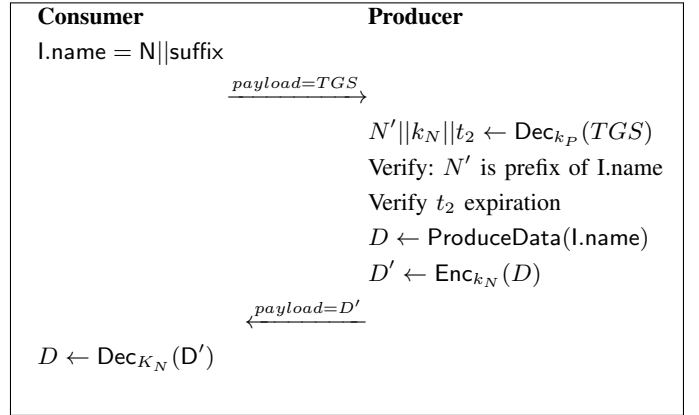 Consumer Producer
I.name = N||suffix
payload=TGS
N′||k_N||t_2 ← Dec_{k_P}(TGS)
Verify: N′ is prefix of I.name
Verify t_2 expiration
D ← ProduceData(I.name)
D′ ← Enc_{k_N}(D)
payload=D′
D ← Dec_{K_N}(D′)